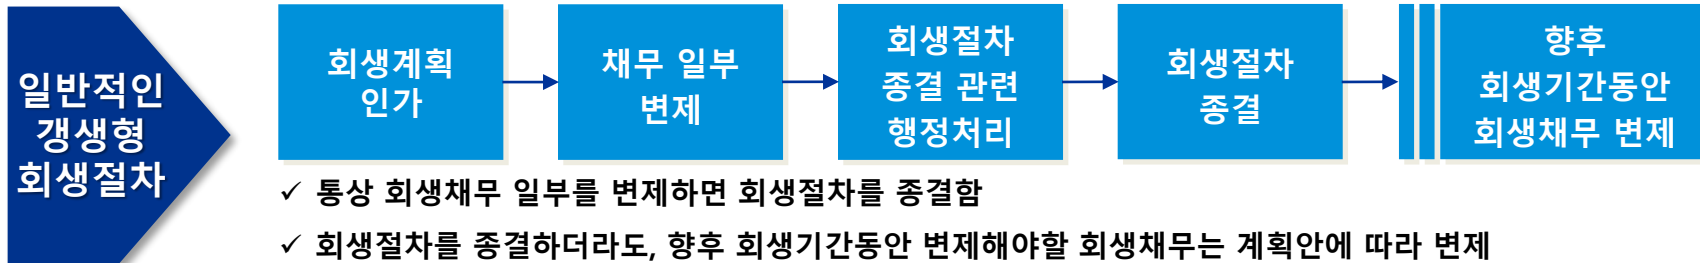 일반적인
갱생형
회생절차
회생계획
인가
채무 일부
변제
회생절차
종결 관련
행정처리
회생절차
종결
향후
회생기간동안
회생채무 변제
✓ 통상 회생채무 일부를 변제하면 회생절차를 종결함
✓ 회생절차를 종결하더라도, 향후 회생기간동안 변제해야할 회생채무는 계획안에 따라 변제